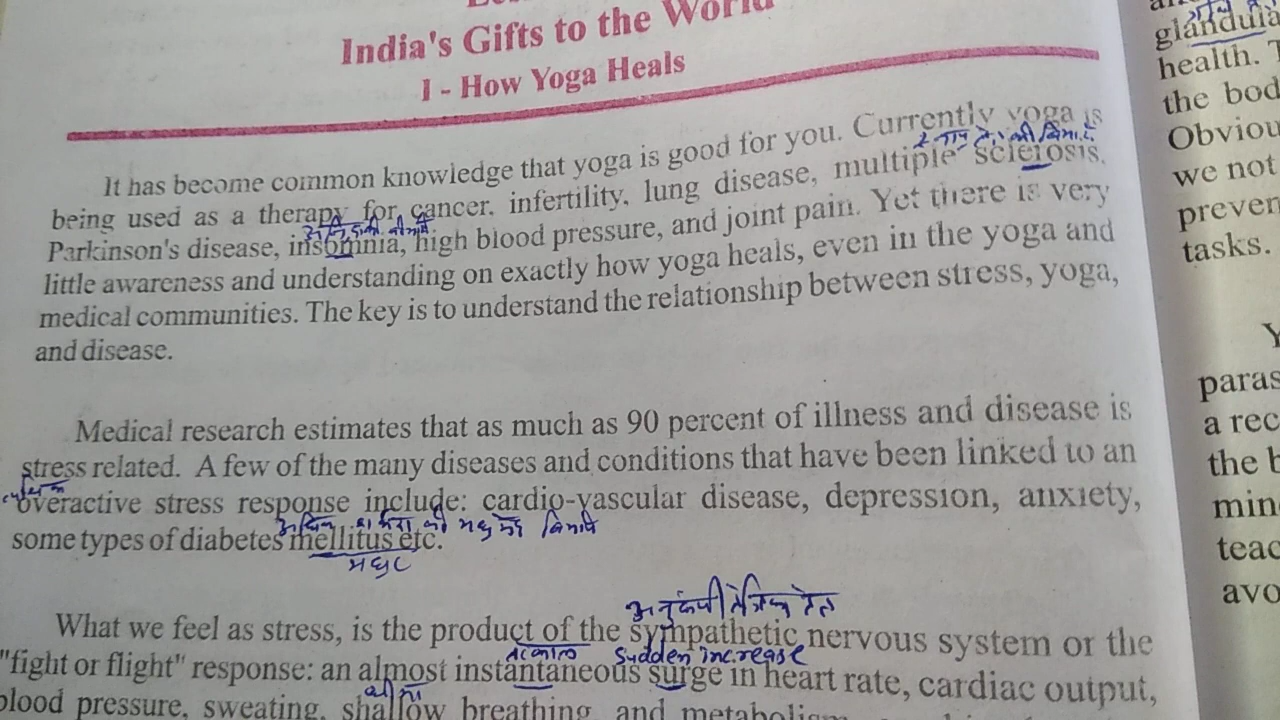 India's Gifts to the World
I - How Yoga Heals
It has become common knowledge that yoga is good for you. Currently yoga is
being used as a therapy for cancer, infertility, lung disease, multiple sclerosis,
Parkinson's disease, insomnia, high blood pressure, and joint pain. Yet there is very
little awareness and understanding on exactly how yoga heals, even in the yoga and
medical communities. The key is to understand the relationship between stress, yoga,
and disease.
Medical research estimates that as much as 90 percent of illness and disease is
stress related. A few of the many diseases and conditions that have been linked to an
overactive stress response include: cardio-vascular disease, depression, anxiety,
some types of diabetes mellitus etc.
मधुर
What we feel as stress, is the product of the sympathetic nervous system or the
sudden increase
"fight or flight" response: an almost instantaneous surge in heart rate, cardiac output,
blood pressure, sweating, shallow breathing, and metabolism
health.
the bod
Obviou
we not
preven
tasks.
Y
paras
a rec
the b
min
teac
avo